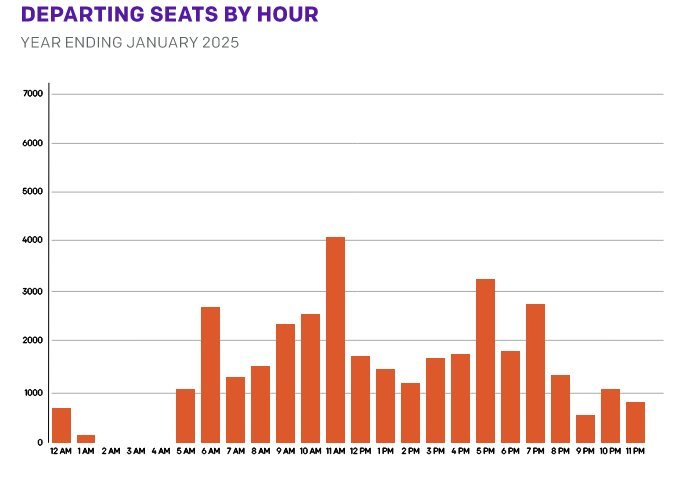 DEPARTING SEATS BY HOUR
YEAR ENDING JANUARY 2025
7000
6000
5000
4000
3000
2000
1000
0
12 AM 1 AM 2 AM 3 AM 4 AM 5 AM 6 AM 7 AM 8 AM 9 AM 10 AM 11 AM 12 PM 1 PM 2 PM 3 PM 4 PM 5 PM 6 PM 7 PM 8 PM 9 PM 10 PM 11 PM